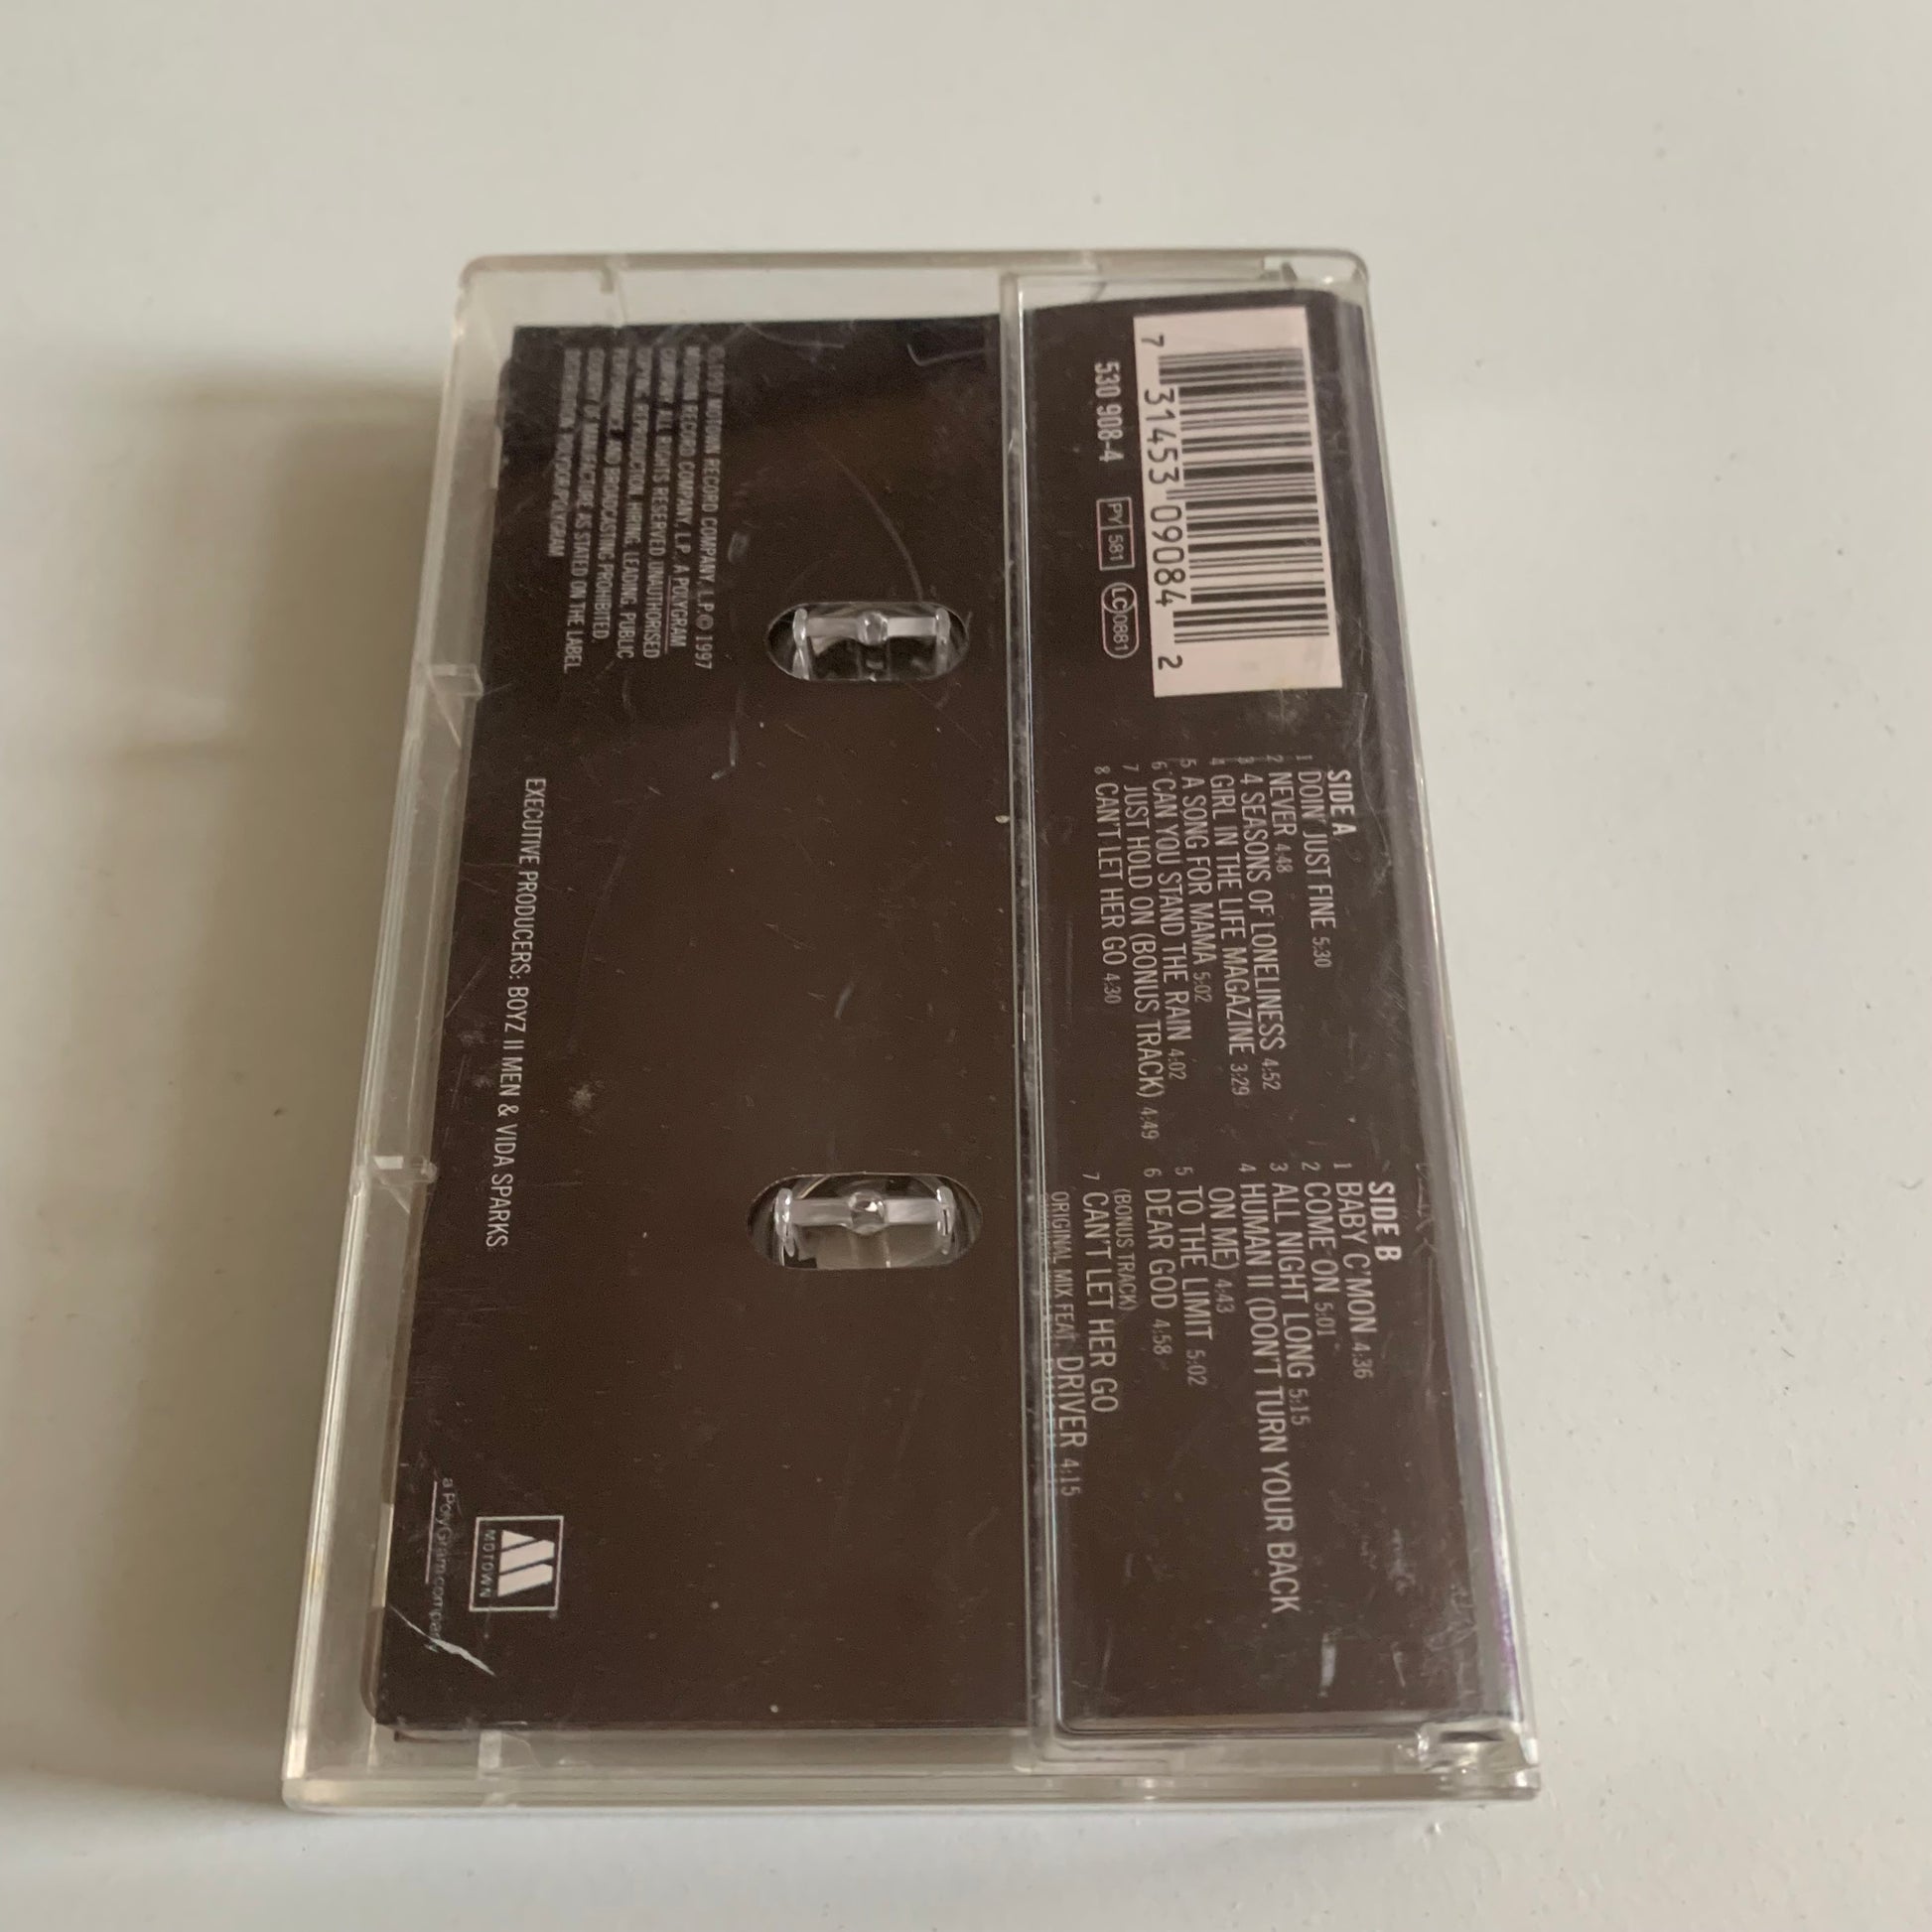 7 31453 09084 2
530 908-4
PY 581
LC 0881
SIDE A
1 DOIN' JUST FINE 5:30
2 NEVER 4:48
3 4 SEASONS OF LONELINESS 4:52
4 GIRL IN THE LIFE MAGAZINE 3:29
5 A SONG FOR MAMA 5:02
6 CAN YOU STAND THE RAIN 4:02
7 JUST HOLD ON (BONUS TRACK) 4:49
8 CAN'T LET HER GO 4:30
SIDE B
1 BABY C'MON 4:36
2 COME ON 5:01
3 ALL NIGHT LONG 5:15
4 HUMAN II (DON'T TURN YOUR BACK
ON ME) 4:43
5 TO THE LIMIT 5:02
6 DEAR GOD 4:58
(BONUS TRACK)
7 CAN'T LET HER GO
ORIGINAL MIX FEAT. DRIVER 4:15
℗ 1997 MOTOWN RECORD COMPANY, L.P. © 1997
MOTOWN RECORD COMPANY, L.P., A POLYGRAM
COMPANY. ALL RIGHTS RESERVED. UNAUTHORISED
COPYING, REPRODUCTION, HIRING, LEADING, PUBLIC
PERFORMANCE AND BROADCASTING PROHIBITED.
COUNTRY OF MANUFACTURE AS STATED ON THE LABEL
DISTRIBUTION: POLYDOR/POLYGRAM
EXECUTIVE PRODUCERS: BOYZ II MEN & VIDA SPARKS
MOTOWN
a PolyGram company